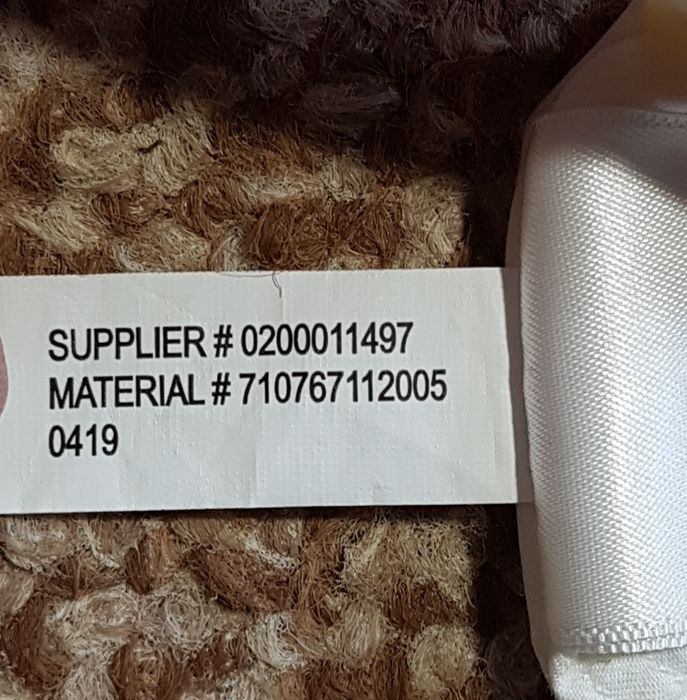 SUPPLIER # 0200011497
MATERIAL # 710767112005
0419